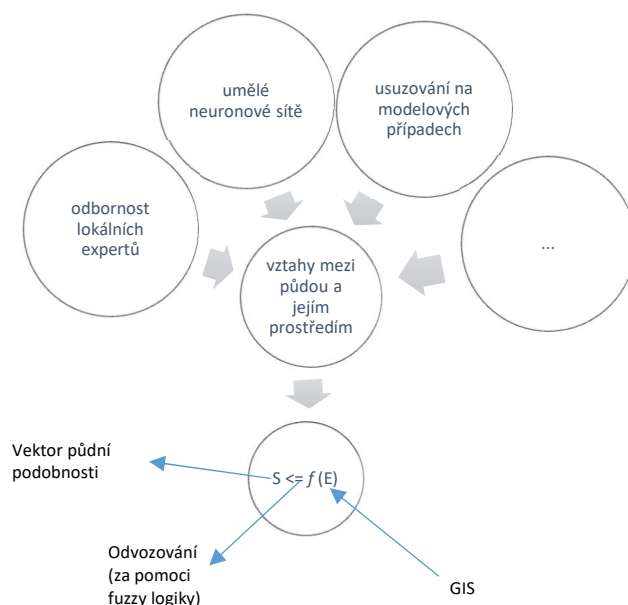 umělé
neuronové sítě
usuzování na
modelových
případech
odbornost
lokálních
expertů
...
vztahy mezi
půdou a
jejím
prostředím
Vektor půdní
podobnosti
S <= f (E)
Odvozování
(za pomoci
fuzzy logiky)
GIS